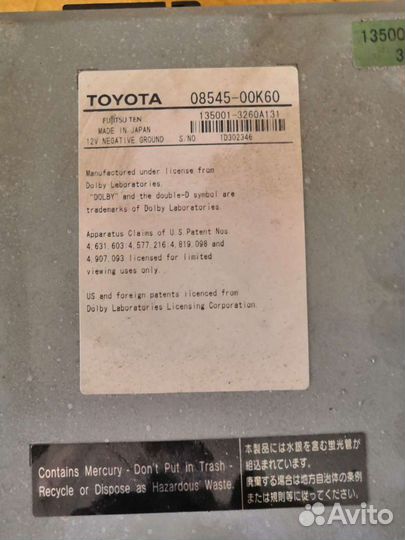 135001
3
TOYOTA 08545-00K60
FUJITSU TEN 135001-3260A131
MADE IN JAPAN
12V NEGATIVE GROUND S/NO 1D302346
Manufactured under license from
Dolby Laboratories.
"DOLBY" and the double-D symbol are
trademarks of Dolby Laboratories.
Apparatus Claims of U.S.Patent Nos.
4,631,603;4,577,216;4,819,098 and
4,907,093 licensed for limited
viewing uses only.
US and foreign patents licenced from
Dolby Laboratories Licensing Corporation.
Contains Mercury - Don't Put in Trash -
Recycle or Dispose as Hazardous Waste.
本製品には水銀を含む蛍光管が
組込まれています。
廃棄する場合は地方自治体の条例
または規則等に従ってください。
Avito